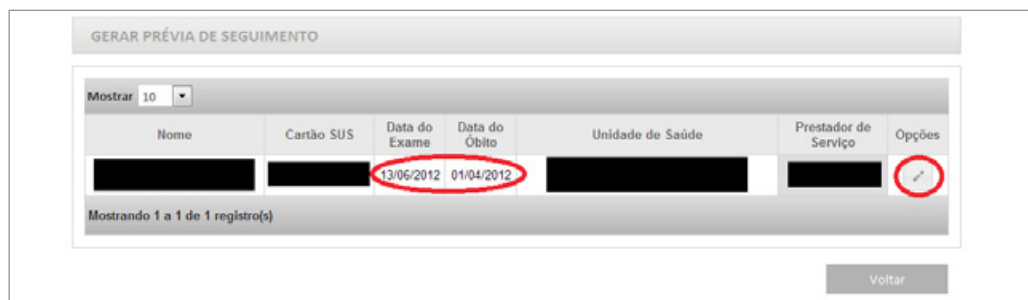 GERAR PRÉVIA DE SEGUIMENTO
Mostrar 10
Nome Cartão SUS Data do Exame Data do Óbito Unidade de Saúde Prestador de Serviço Opções
13/06/2012 01/04/2012
Mostrando 1 a 1 de 1 registro(s)
Voltar